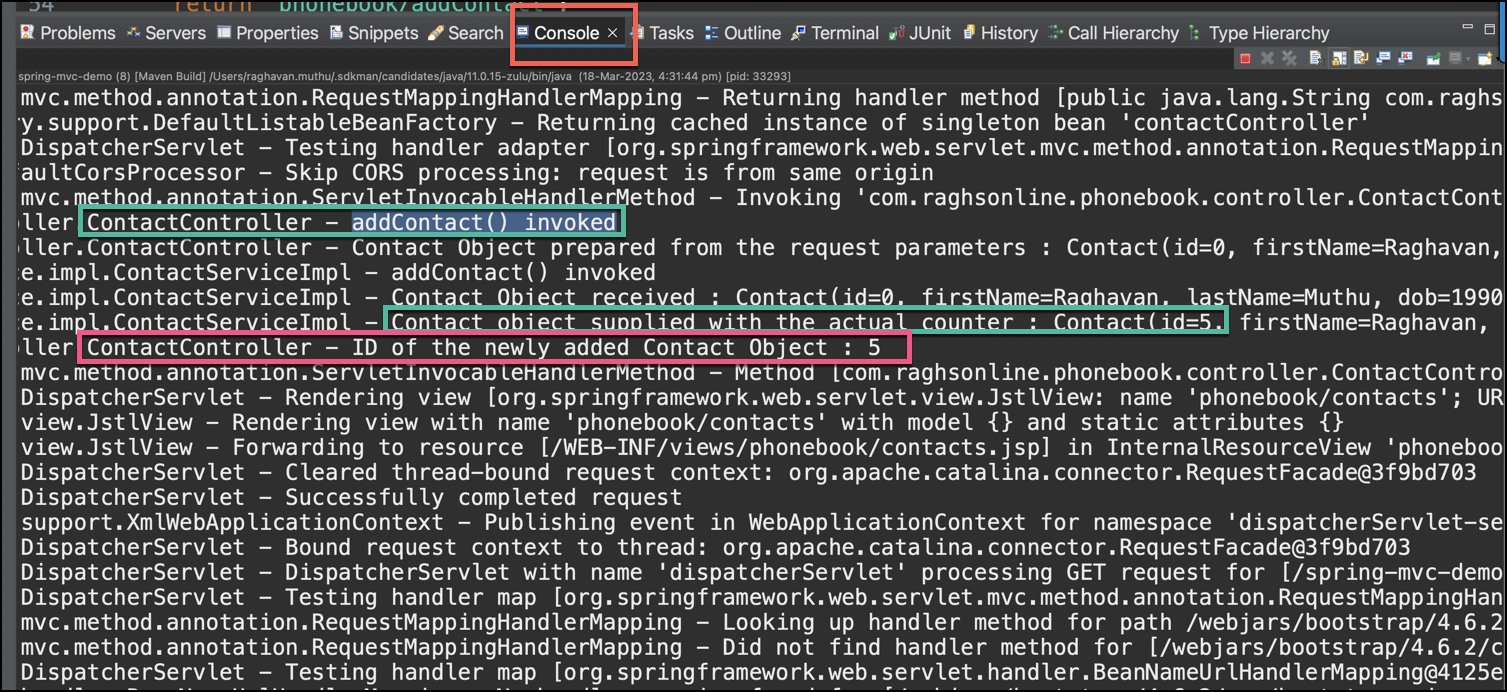 54 return "phonebook/addContact";
Problems Servers Properties Snippets Search Console × Tasks Outline Terminal JUnit History Call Hierarchy Type Hierarchy
spring-mvc-demo (8) [Maven Build] /Users/raghavan.muthu/.sdkman/candidates/java/11.0.15-zulu/bin/java (18-Mar-2023, 4:31:44 pm) [pid: 33293]
mvc.method.annotation.RequestMappingHandlerMapping – Returning handler method [public java.lang.String com.raghs
ry.support.DefaultListableBeanFactory – Returning cached instance of singleton bean 'contactController'
DispatcherServlet – Testing handler adapter [org.springframework.web.servlet.mvc.method.annotation.RequestMappin
aultCorsProcessor – Skip CORS processing: request is from same origin
mvc.method.annotation.ServletInvocableHandlerMethod – Invoking 'com.raghsonline.phonebook.controller.ContactCont
ller.ContactController – addContact() invoked
ller.ContactController – Contact Object prepared from the request parameters : Contact(id=0, firstName=Raghavan,
ce.impl.ContactServiceImpl – addContact() invoked
ce.impl.ContactServiceImpl – Contact Object received : Contact(id=0, firstName=Raghavan, lastName=Muthu, dob=1990
ce.impl.ContactServiceImpl – Contact object supplied with the actual counter : Contact(id=5, firstName=Raghavan,
ller.ContactController – ID of the newly added Contact Object : 5
mvc.method.annotation.ServletInvocableHandlerMethod – Method [com.raghsonline.phonebook.controller.ContactContro
DispatcherServlet – Rendering view [org.springframework.web.servlet.view.JstlView: name 'phonebook/contacts'; UR
view.JstlView – Rendering view with name 'phonebook/contacts' with model {} and static attributes {}
view.JstlView – Forwarding to resource [/WEB-INF/views/phonebook/contacts.jsp] in InternalResourceView 'phoneboo
DispatcherServlet – Cleared thread-bound request context: org.apache.catalina.connector.RequestFacade@3f9bd703
DispatcherServlet – Successfully completed request
support.XmlWebApplicationContext – Publishing event in WebApplicationContext for namespace 'dispatcherServlet-se
DispatcherServlet – Bound request context to thread: org.apache.catalina.connector.RequestFacade@3f9bd703
DispatcherServlet – DispatcherServlet with name 'dispatcherServlet' processing GET request for [/spring-mvc-demo
DispatcherServlet – Testing handler map [org.springframework.web.servlet.mvc.method.annotation.RequestMappingHan
mvc.method.annotation.RequestMappingHandlerMapping – Looking up handler method for path /webjars/bootstrap/4.6.2
mvc.method.annotation.RequestMappingHandlerMapping – Did not find handler method for [/webjars/bootstrap/4.6.2/c
DispatcherServlet – Testing handler map [org.springframework.web.servlet.handler.BeanNameUrlHandlerMapping@4125e